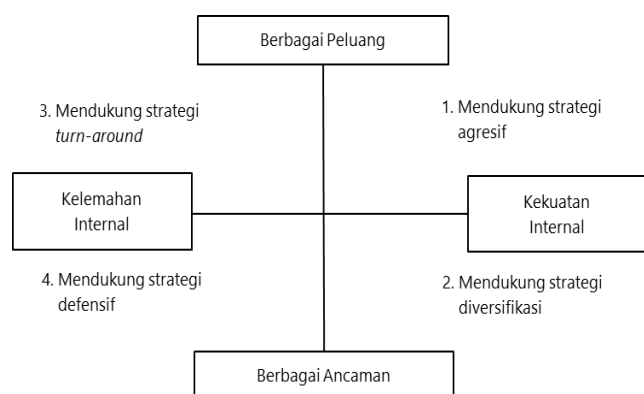 Berbagai Peluang
3. Mendukung strategi
turn-around
1. Mendukung strategi
agresif
Kelemahan
Internal
Kekuatan
Internal
4. Mendukung strategi
defensif
2. Mendukung strategi
diversifikasi
Berbagai Ancaman